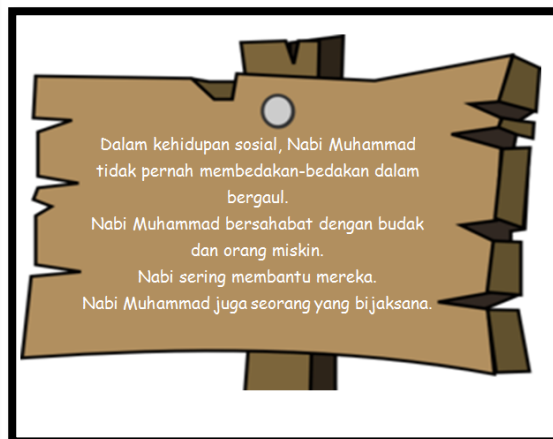 Dalam kehidupan sosial, Nabi Muhammad
tidak pernah membedakan-bedakan dalam
bergaul.
Nabi Muhammad bersahabat dengan budak
dan orang miskin.
Nabi sering membantu mereka.
Nabi Muhammad juga seorang yang bijaksana.